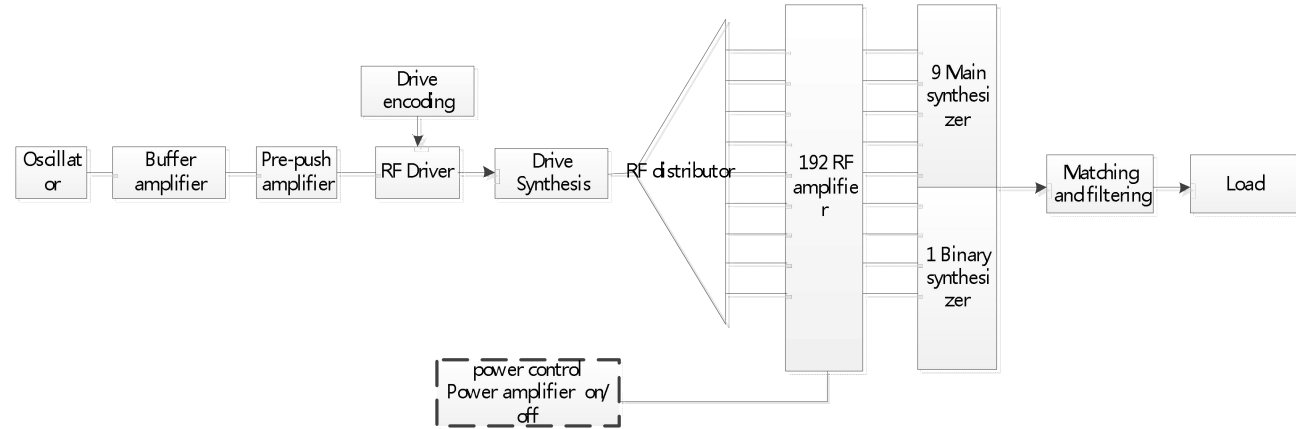 Oscillat
or
Buffer
amplifier
Pre-push
amplifier
Drive
encoding
RF Driver
Drive
Synthesis
RF distributor
192 RF
amplifie
r
9 Main
synthesi
zer
1 Binary
synthesi
zer
Matching
and filtering
Load
power control
Power amplifier on/
off